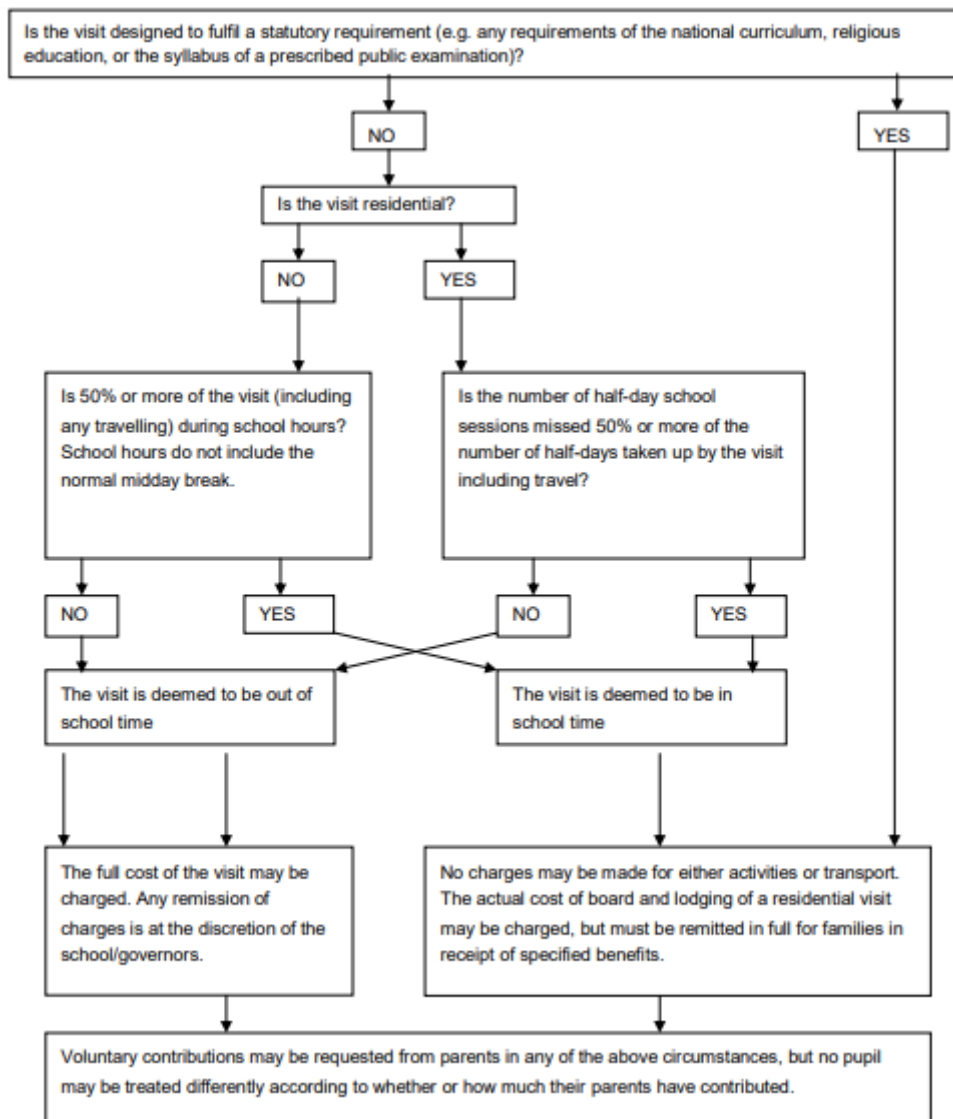 Is the visit designed to fulfil a statutory requirement (e.g. any requirements of the national curriculum, religious
education, or the syllabus of a prescribed public examination)?
NO
YES
Is the visit residential?
NO
YES
Is 50% or more of the visit (including
any travelling) during school hours?
School hours do not include the
normal midday break.
Is the number of half-day school
sessions missed 50% or more of the
number of half-days taken up by the visit
including travel?
NO
YES
NO
YES
The visit is deemed to be out of
school time
The visit is deemed to be in
school time
The full cost of the visit may be
charged. Any remission of
charges is at the discretion of the
school/governors.
No charges may be made for either activities or transport.
The actual cost of board and lodging of a residential visit
may be charged, but must be remitted in full for families in
receipt of specified benefits.
Voluntary contributions may be requested from parents in any of the above circumstances, but no pupil
may be treated differently according to whether or how much their parents have contributed.